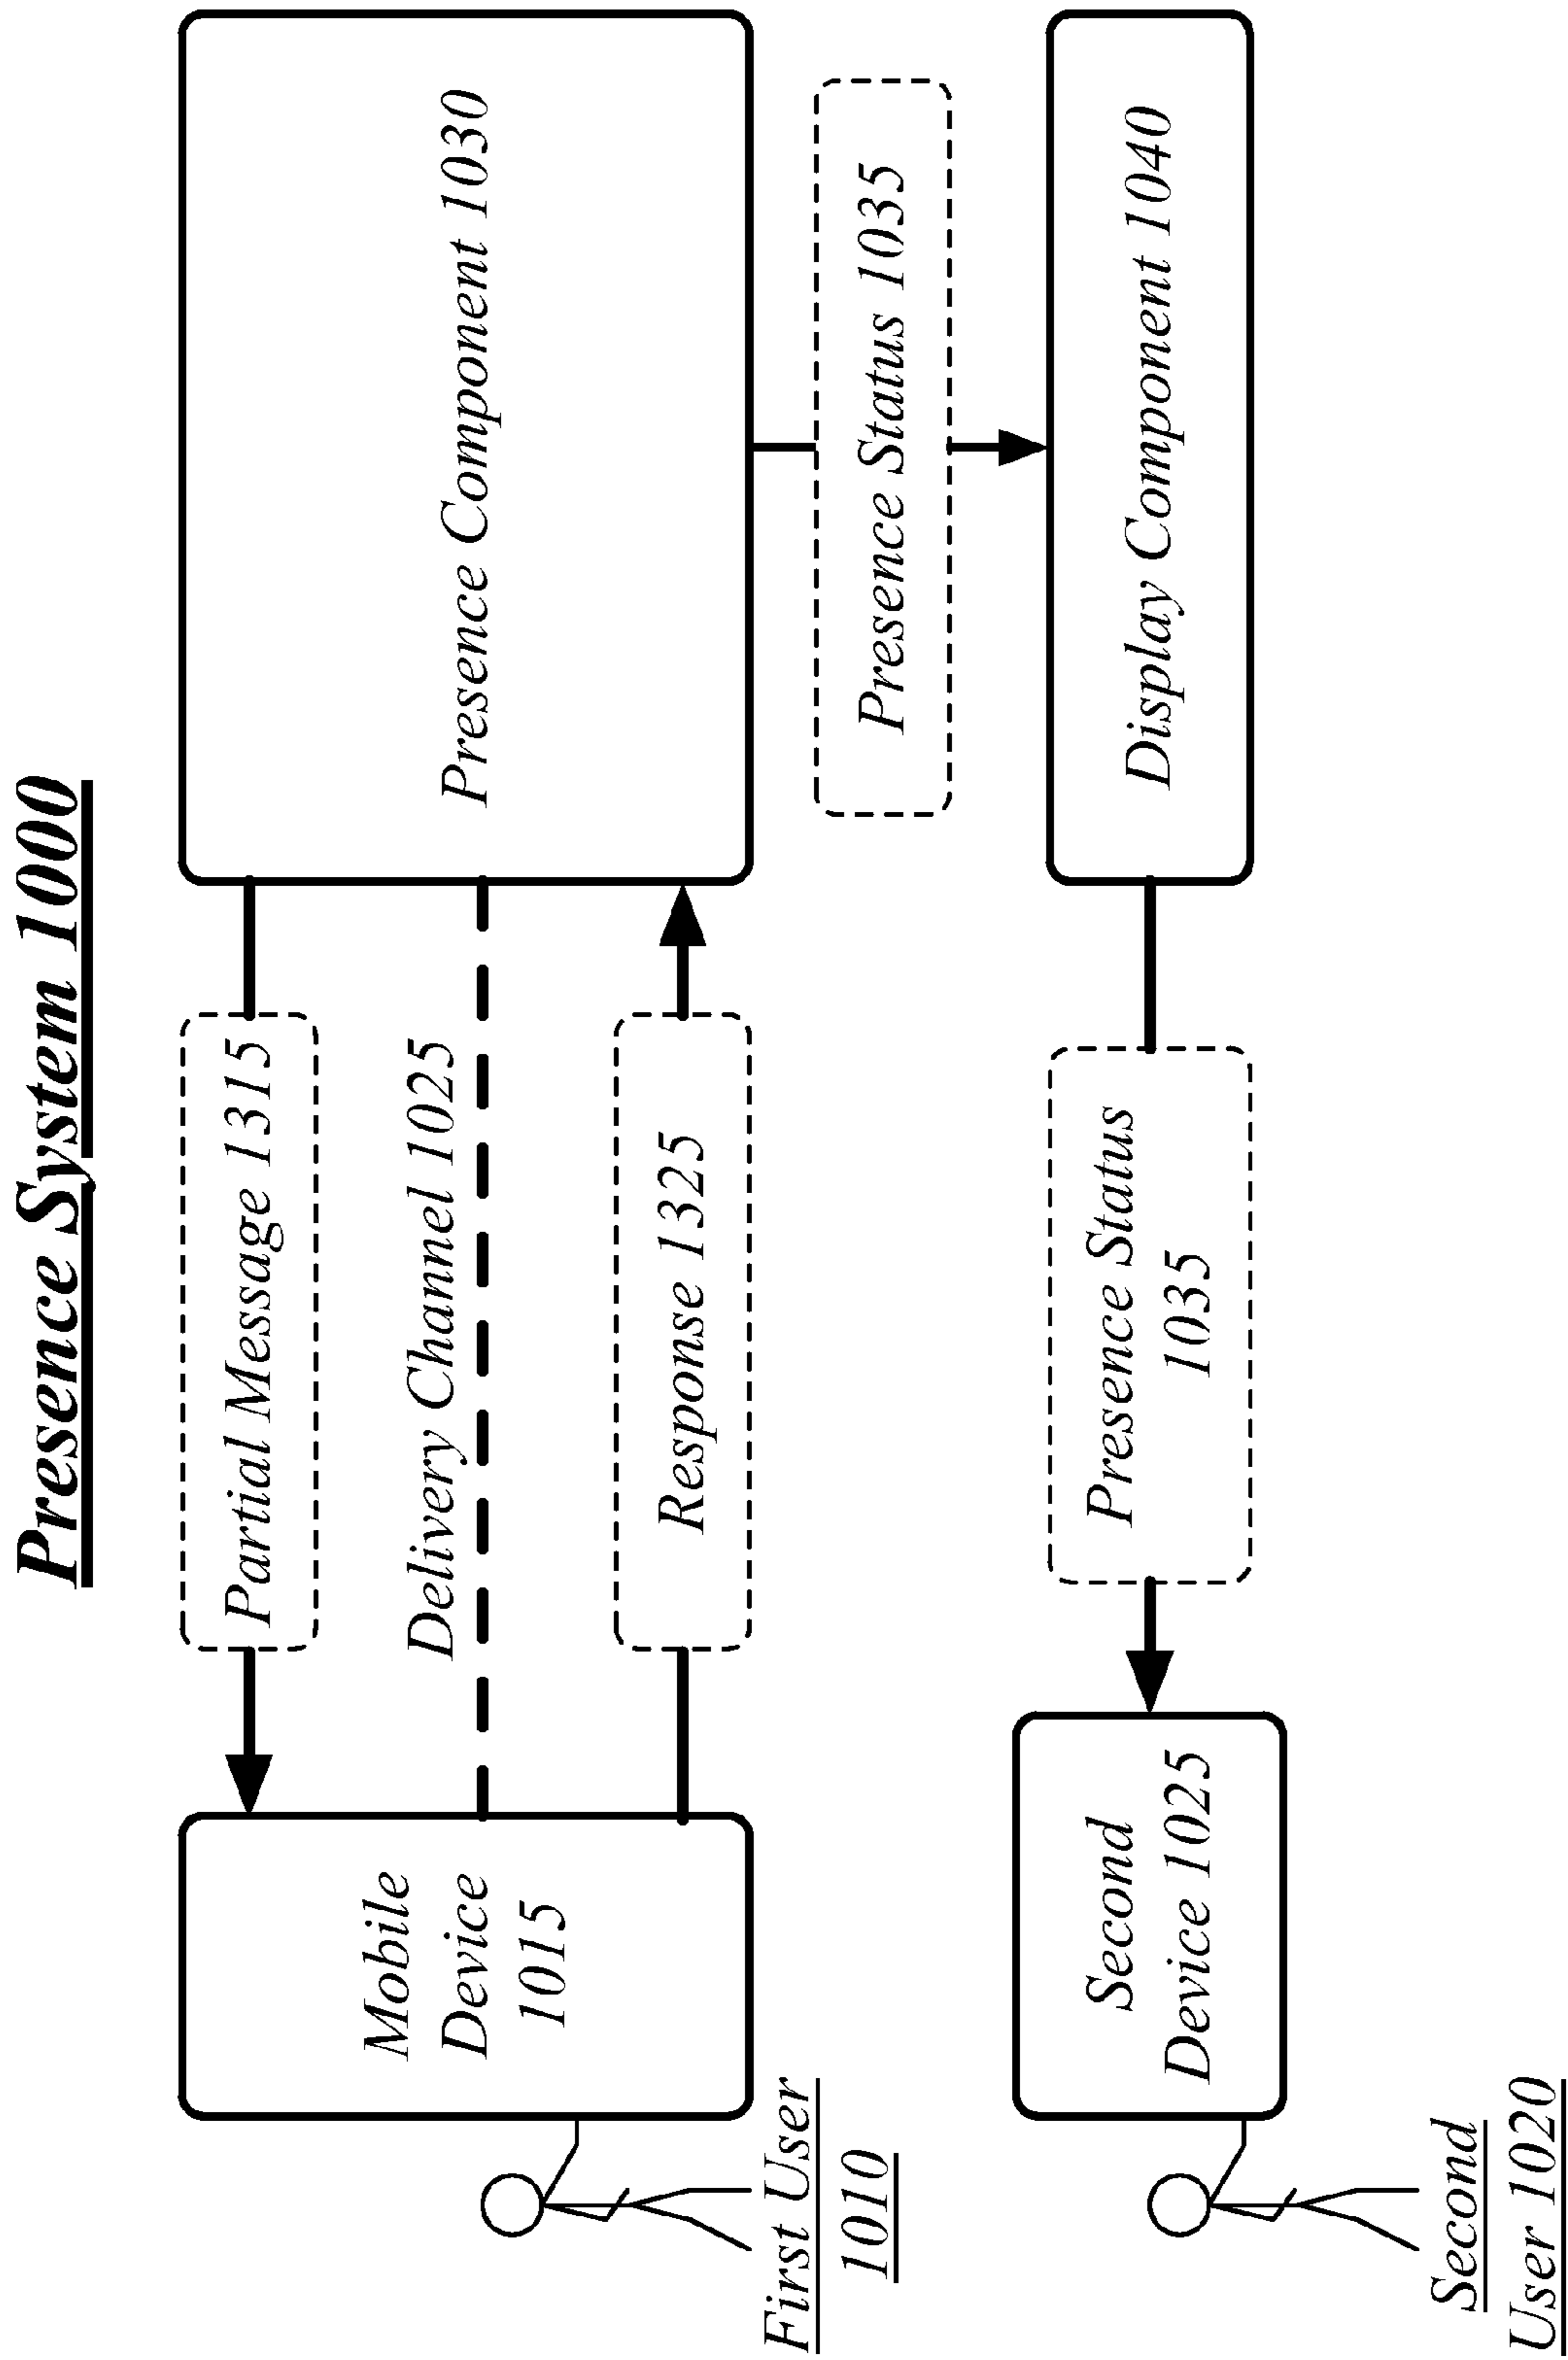 Presence System 1000
Partial Message 1315
Mobile
Device
1015
Delivery Channel 1025
Presence Component 1030
Response 1325
First User
1010
Presence Status 1035
Second
Device 1025
Presence Status
1035
Display Component 1040
Second
User 1020